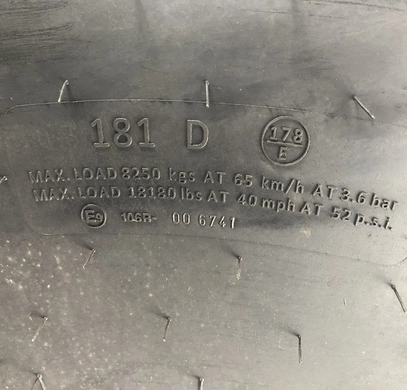 181 D 178
E
MAX. LOAD 8250 kgs AT 65 km/h AT 3.6 bar
MAX. LOAD 18180 lbs AT 40 mph AT 52 p.s.i.
E9 106R- 00 6741